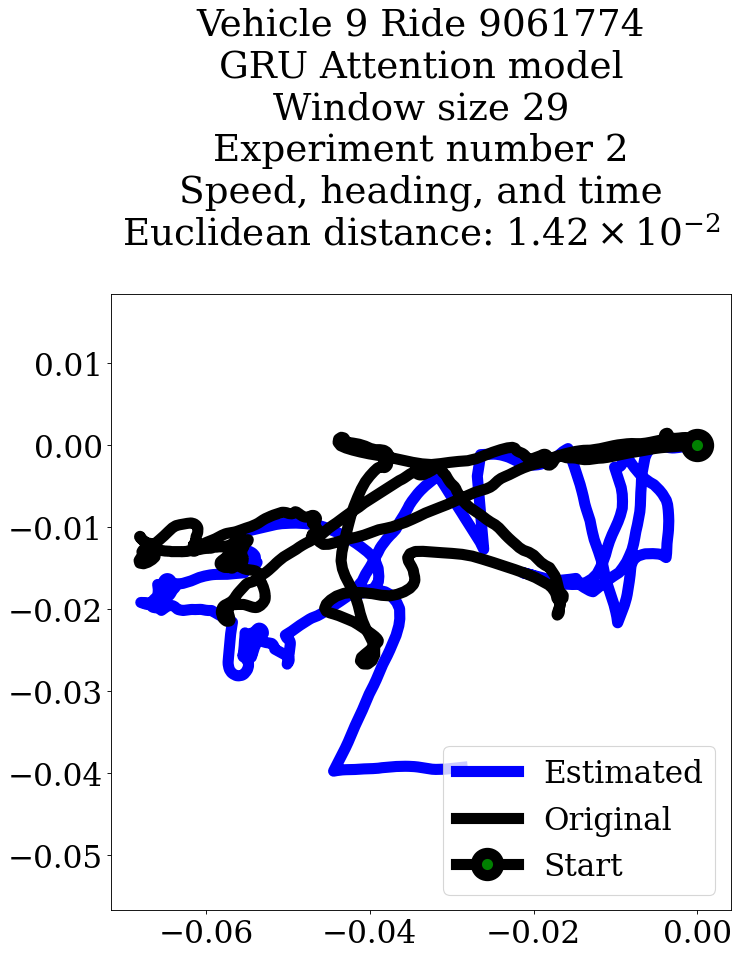 Vehicle 9 Ride 9061774
GRU Attention model
Window size 29
Experiment number 2
Speed, heading, and time
Euclidean distance: $1.42 \times 10^{-2}$
0.01
0.00
−0.01
−0.02
−0.03
−0.04
−0.05
Estimated
Original
Start
−0.06
−0.04
−0.02
0.00